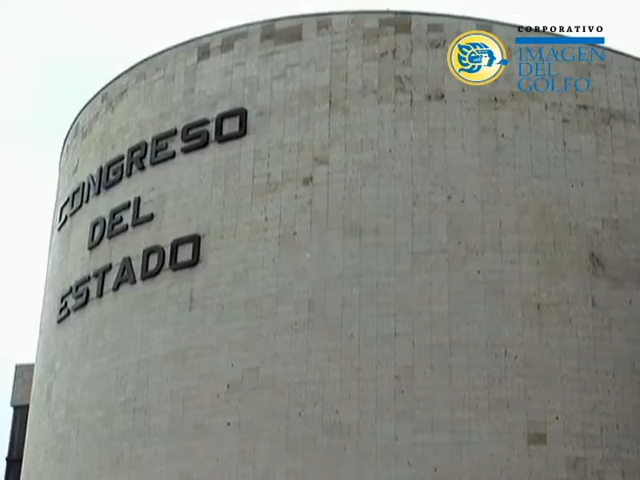 CORPORATIVO
IMAGEN
DEL
GOLFO
CONGRESO
DEL
ESTADO